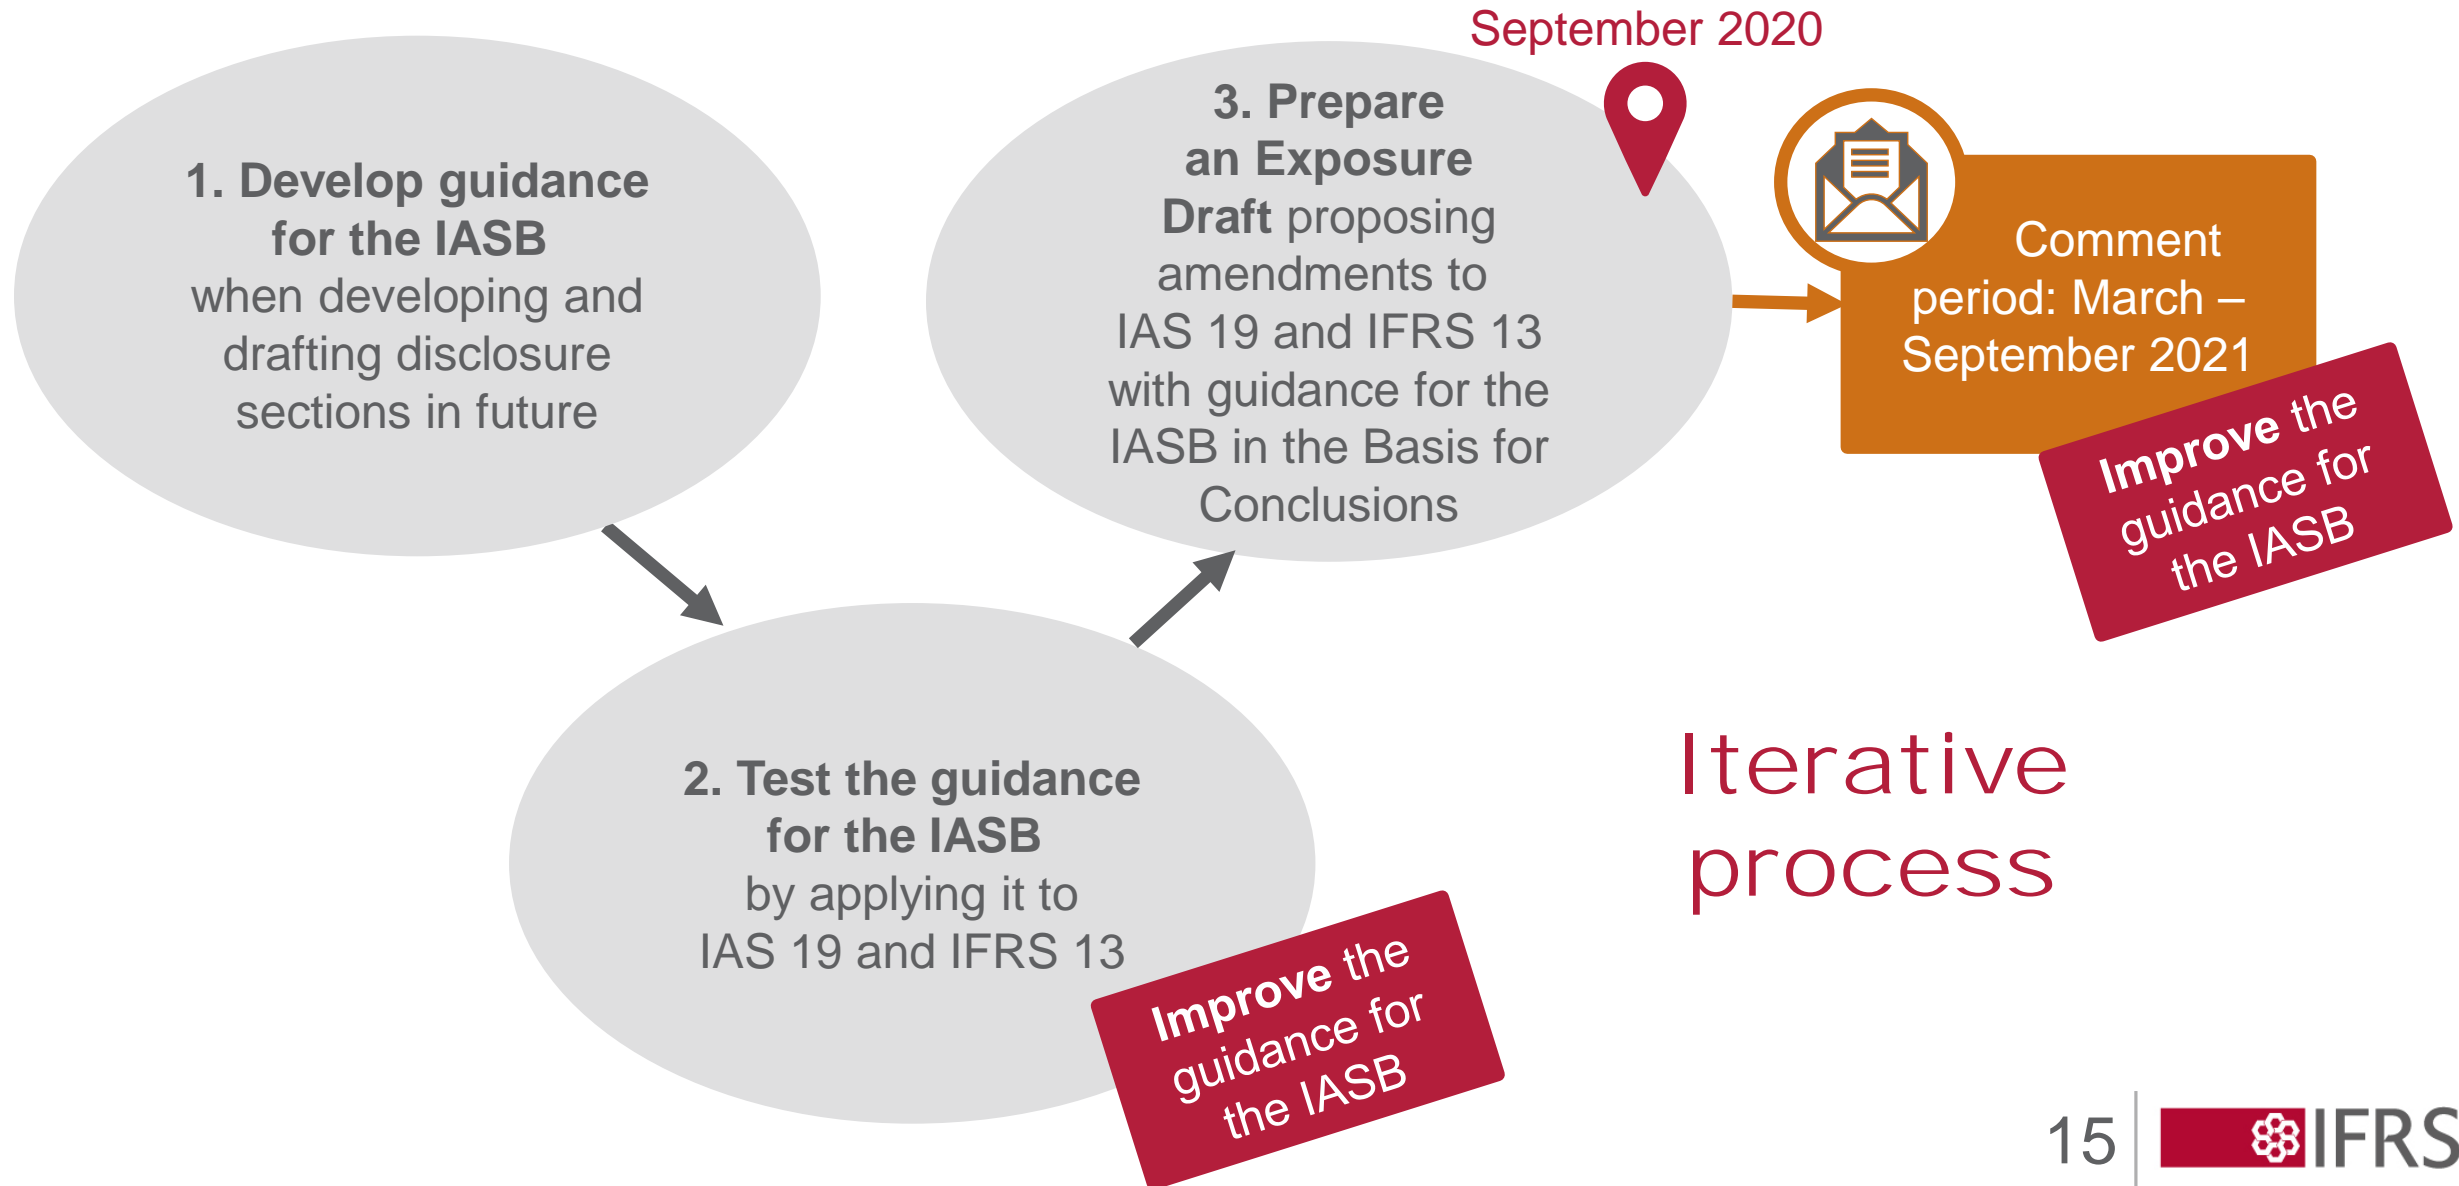 1. Develop guidance
for the IASB
when developing and
drafting disclosure
sections in future
2. Test the guidance
for the IASB
by applying it to
IAS 19 and IFRS 13
Improve the
guidance for
the IASB
September 2020
3. Prepare
an Exposure
Draft proposing
amendments to
IAS 19 and IFRS 13
with guidance for the
IASB in the Basis for
Conclusions
Comment
period: March –
September 2021
Improve the
guidance for
the IASB
Iterative
process
15
IFRS